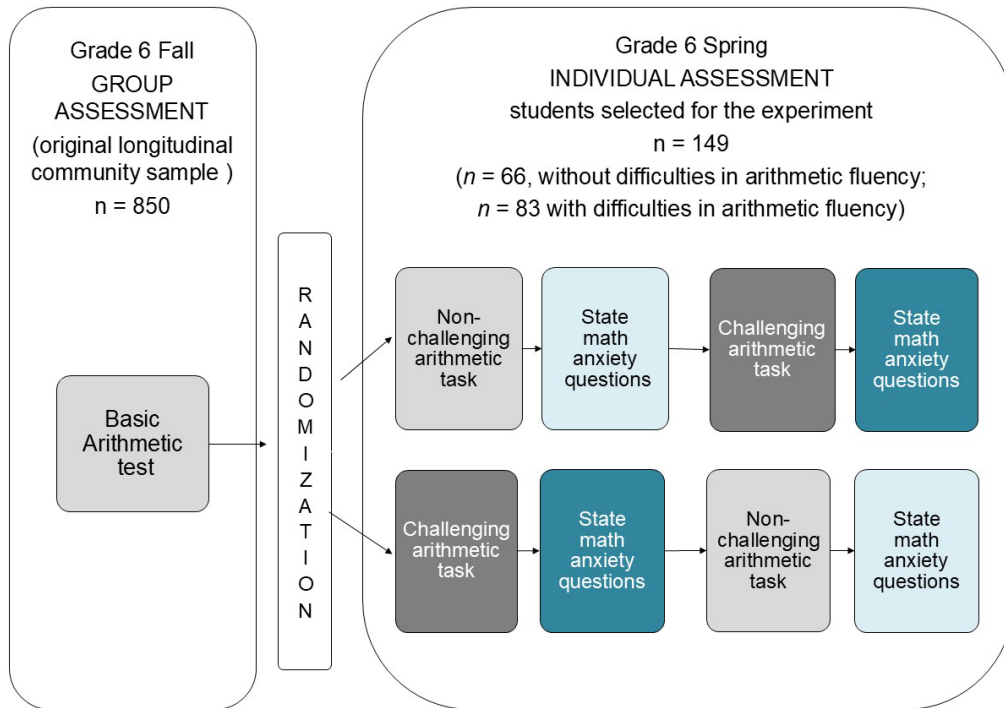 Grade 6 Fall
GROUP
ASSESSMENT
(original longitudinal
community sample )
n = 850
Basic
Arithmetic
test
R
A
N
D
O
M
I
Z
A
T
I
O
N
Grade 6 Spring
INDIVIDUAL ASSESSMENT
students selected for the experiment
n = 149
(n = 66, without difficulties in arithmetic fluency;
n = 83 with difficulties in arithmetic fluency)
Non-
challenging
arithmetic
task
State
math
anxiety
questions
Challenging
arithmetic
task
State
math
anxiety
questions
Challenging
arithmetic
task
State
math
anxiety
questions
Non-
challenging
arithmetic
task
State
math
anxiety
questions